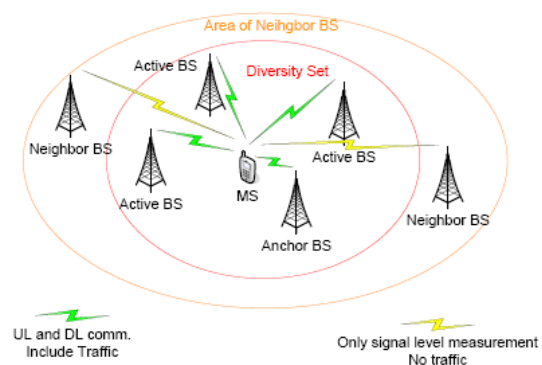 Area of Neihgbor BS
Active BS
Diversity Set
Neighbor BS
Active BS
Active BS
MS
Neighbor BS
Anchor BS
UL and DL comm.
Include Traffic
Only signal level measurement
No traffic